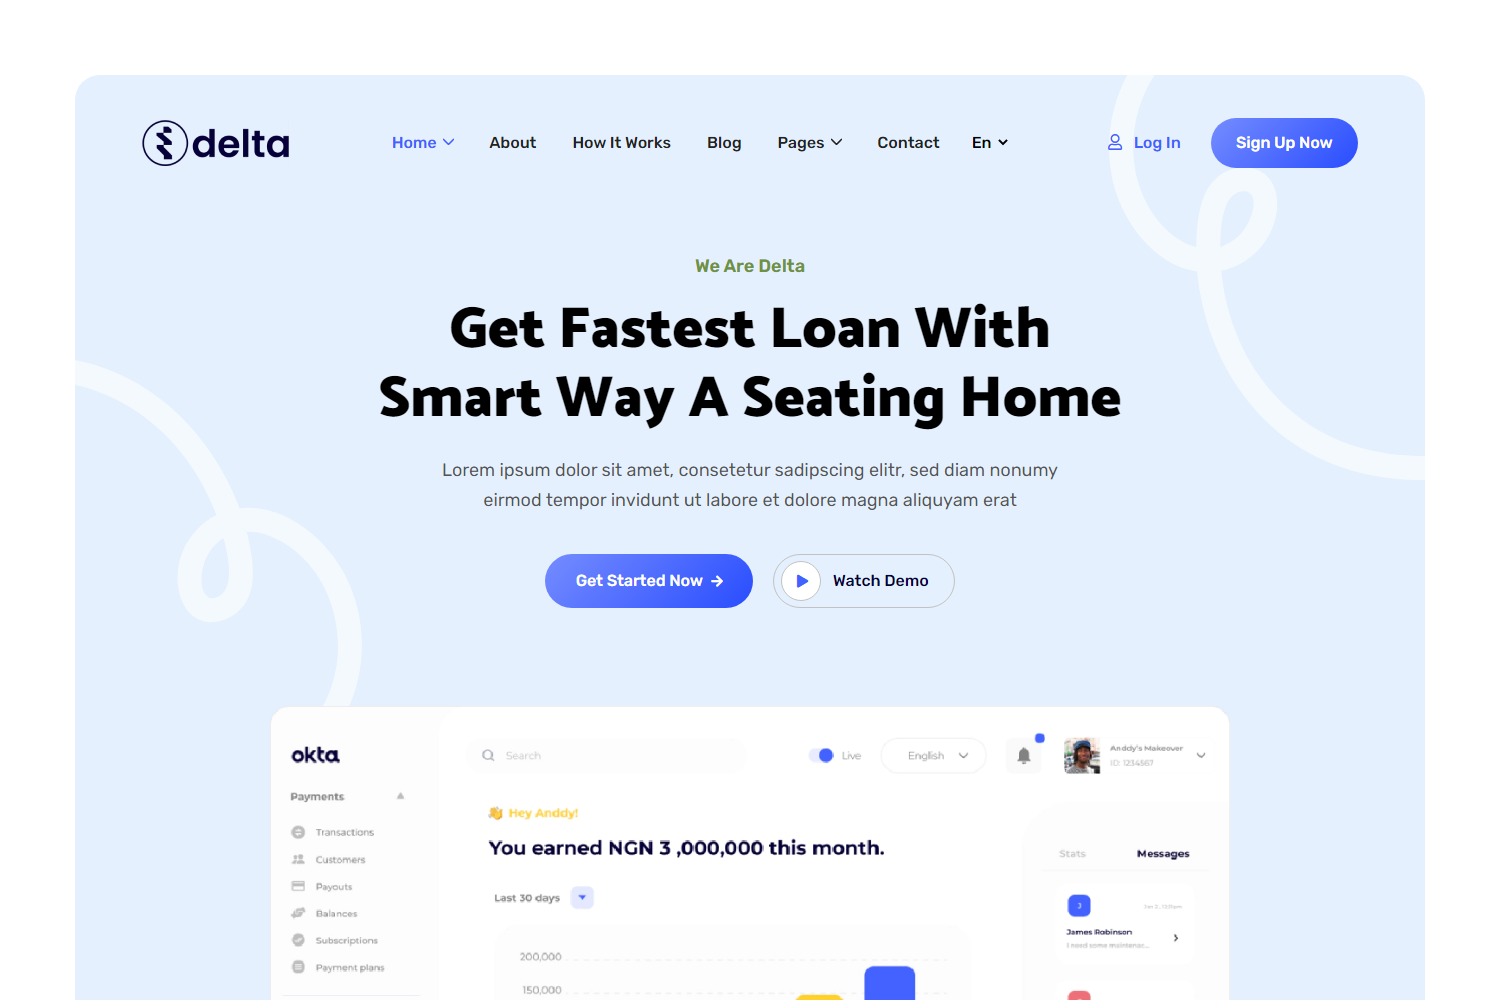 delta
Home
About
How It Works
Blog
Pages
Contact
En
Log In
Sign Up Now
We Are Delta
Get Fastest Loan With
Smart Way A Seating Home
Lorem ipsum dolor sit amet, consetetur sadipscing elitr, sed diam nonumy
eirmod tempor invidunt ut labore et dolore magna aliquyam erat
Get Started Now
Watch Demo
okta
Search
Live
English
Anddy's Makeover
ID: 1234567
Payments
Transactions
Customers
Payouts
Balances
Subscriptions
Payment plans
Hey Anddy!
You earned NGN 3 ,000,000 this month.
Last 30 days
200,000
150,000
Stats
Messages
3
James Robinson
I need some maintenac...